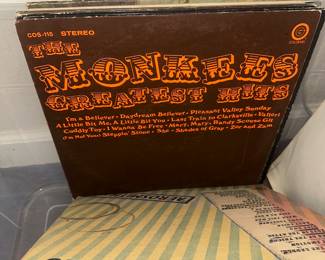 COS-115 STEREO
THE
MONKEES
GREATEST HITS
I'm a Believer · Daydream Believer · Pleasant Valley Sunday
A Little Bit Me, A Little Bit You · Last Train to Clarksville · Valleri
Cuddly Toy · I Wanna Be Free · Mary, Mary · Randy Scouse Git
(I'm Not Your) Steppin' Stone · She · Shades of Gray · Zor and Zam